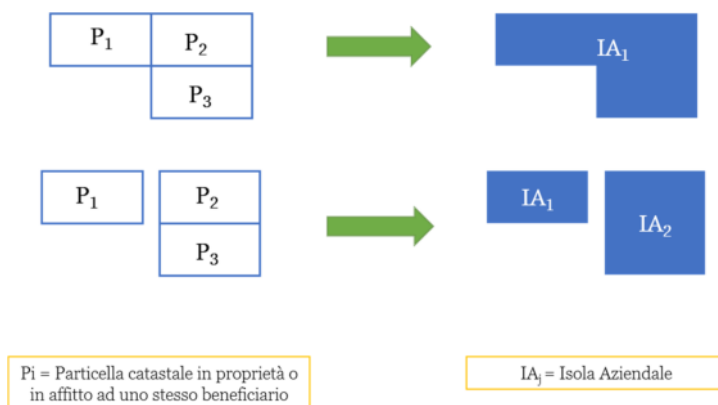 P₁ P₂ IA₁
P₃
P₁ P₂ IA₁
P₃ IA₂
Pi = Particella catastale in proprietà o
in affitto ad uno stesso beneficiario
IAⱼ = Isola Aziendale